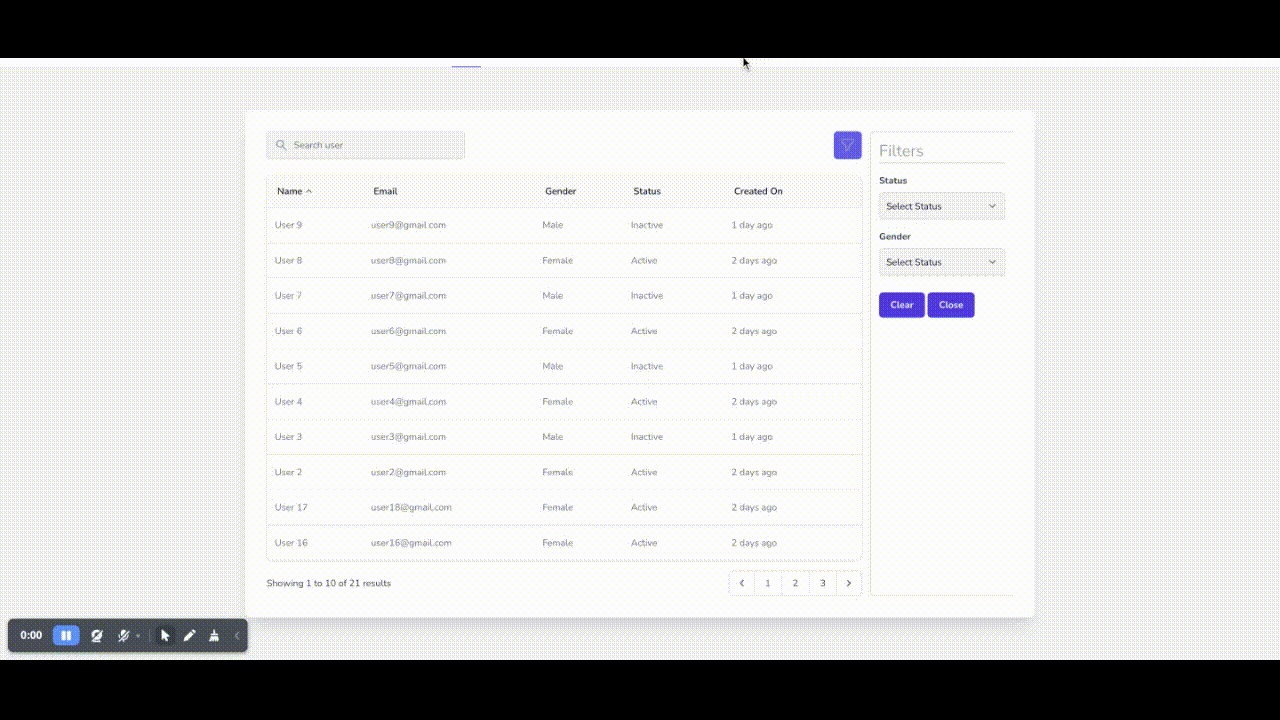 Search user
Name Email Gender Status Created On
User 9 user9@gmail.com Male Inactive 1 day ago
User 8 user8@gmail.com Female Active 2 days ago
User 7 user7@gmail.com Male Inactive 1 day ago
User 6 user6@gmail.com Female Active 2 days ago
User 5 user5@gmail.com Male Inactive 1 day ago
User 4 user4@gmail.com Female Active 2 days ago
User 3 user3@gmail.com Male Inactive 1 day ago
User 2 user2@gmail.com Female Active 2 days ago
User 17 user18@gmail.com Female Active 2 days ago
User 16 user16@gmail.com Female Active 2 days ago
Showing 1 to 10 of 21 results
1 2 3
Filters
Status
Select Status
Gender
Select Status
Clear Close
0:00